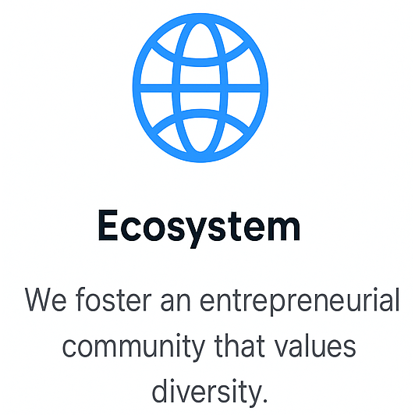 Ecosystem
We foster an entrepreneurial
community that values
diversity.